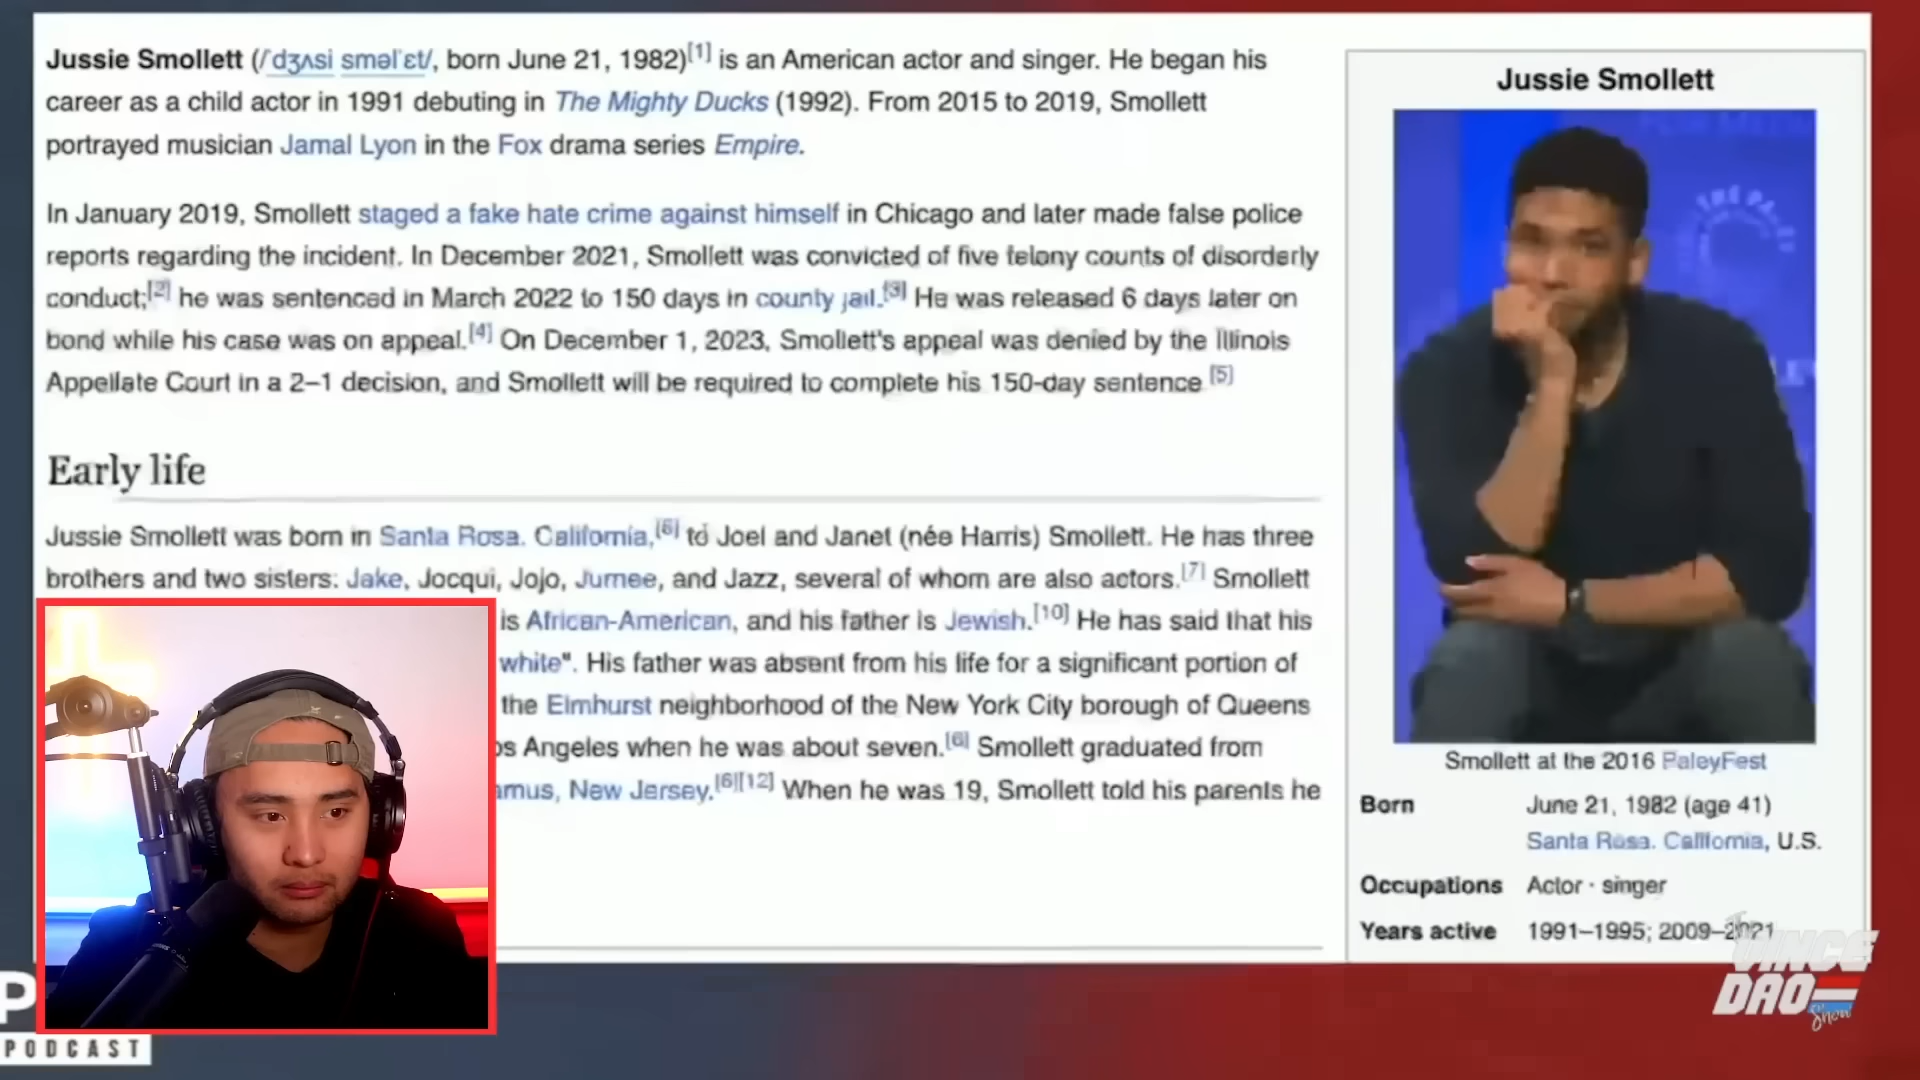 Jussie Smollett (/ˈdʒʌsi sməlˈɛt/, born June 21, 1982)[1] is an American actor and singer. He began his
career as a child actor in 1991 debuting in The Mighty Ducks (1992). From 2015 to 2019, Smollett
portrayed musician Jamal Lyon in the Fox drama series Empire.
In January 2019, Smollett staged a fake hate crime against himself in Chicago and later made false police
reports regarding the incident. In December 2021, Smollett was convicted of five felony counts of disorderly
conduct;[2] he was sentenced in March 2022 to 150 days in county jail.[3] He was released 6 days later on
bond while his case was on appeal.[4] On December 1, 2023, Smollett's appeal was denied by the Illinois
Appellate Court in a 2–1 decision, and Smollett will be required to complete his 150-day sentence.[5]
Early life
Jussie Smollett was born in Santa Rosa, California,[6] to Joel and Janet (née Harris) Smollett. He has three
brothers and two sisters: Jake, Jocqui, Jojo, Jurnee, and Jazz, several of whom are also actors.[7] Smollett
is African-American, and his father is Jewish.[10] He has said that his
white". His father was absent from his life for a significant portion of
the Elmhurst neighborhood of the New York City borough of Queens
os Angeles when he was about seven.[6] Smollett graduated from
amus, New Jersey.[6][12] When he was 19, Smollett told his parents he
Jussie Smollett
THE PA
Smollett at the 2016 PaleyFest
Born June 21, 1982 (age 41)
Santa Rosa, California, U.S.
Occupations Actor · singer
Years active 1991–1995; 2009–2021
The
VINCE
DAO
Show
P
PODCAST